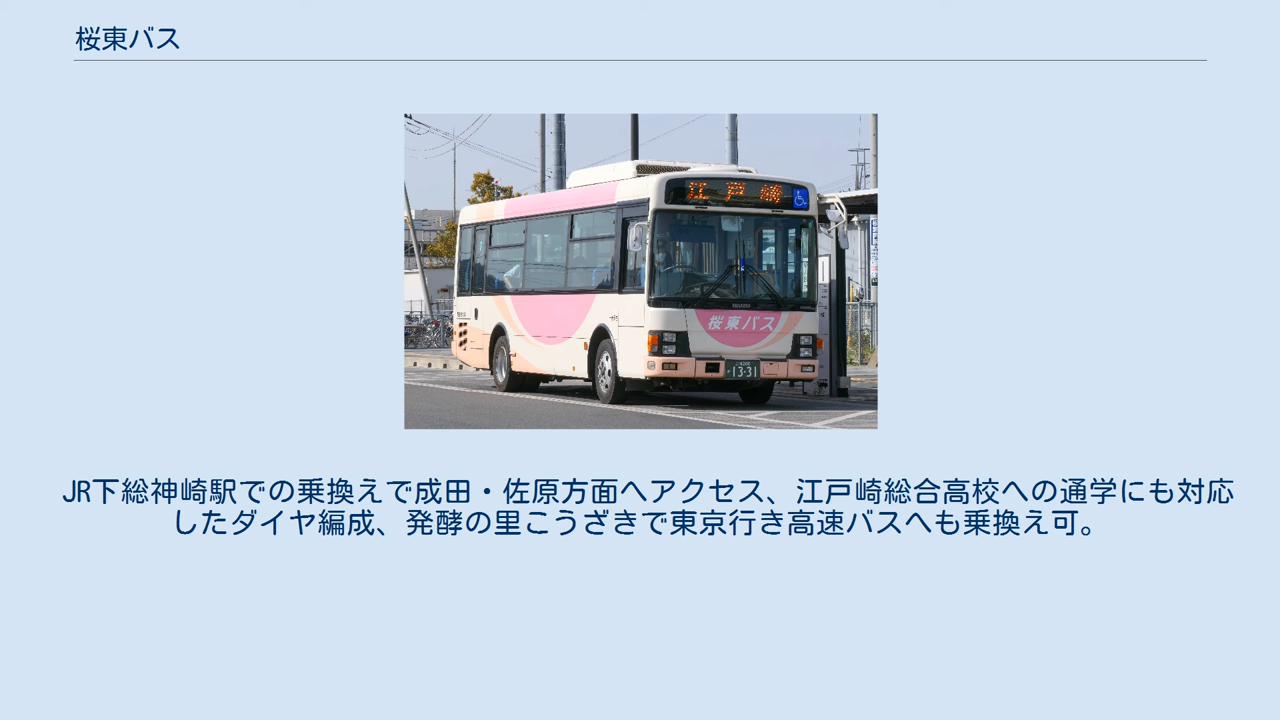 桜東バス
江戸崎
桜東バス
13-31
JR下総神崎駅での乗換えで成田・佐原方面へアクセス、江戸崎総合高校への通学にも対応
したダイヤ編成、発酵の里こうざきで東京行き高速バスへも乗換え可。